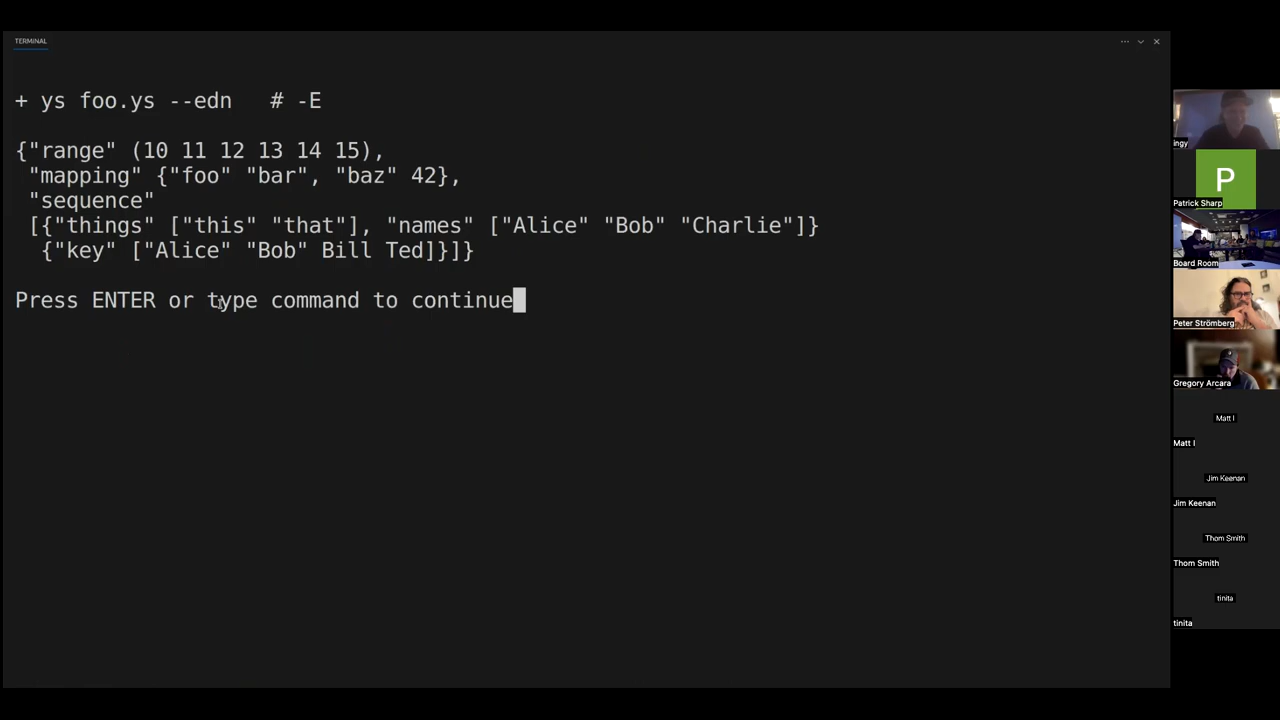 TERMINAL
+ ys foo.ys --edn   # -E
{"range" (10 11 12 13 14 15),
"mapping" {"foo" "bar", "baz" 42},
"sequence"
[{"things" ["this" "that"], "names" ["Alice" "Bob" "Charlie"]}
{"key" ["Alice" "Bob" Bill Ted]}]}
Press ENTER or type command to continue
ingy
P
Patrick Sharp
Board Room
Peter Strömberg
Gregory Arcara
Matt I
Matt I
Jim Keenan
Jim Keenan
Thom Smith
Thom Smith
tinita
tinita